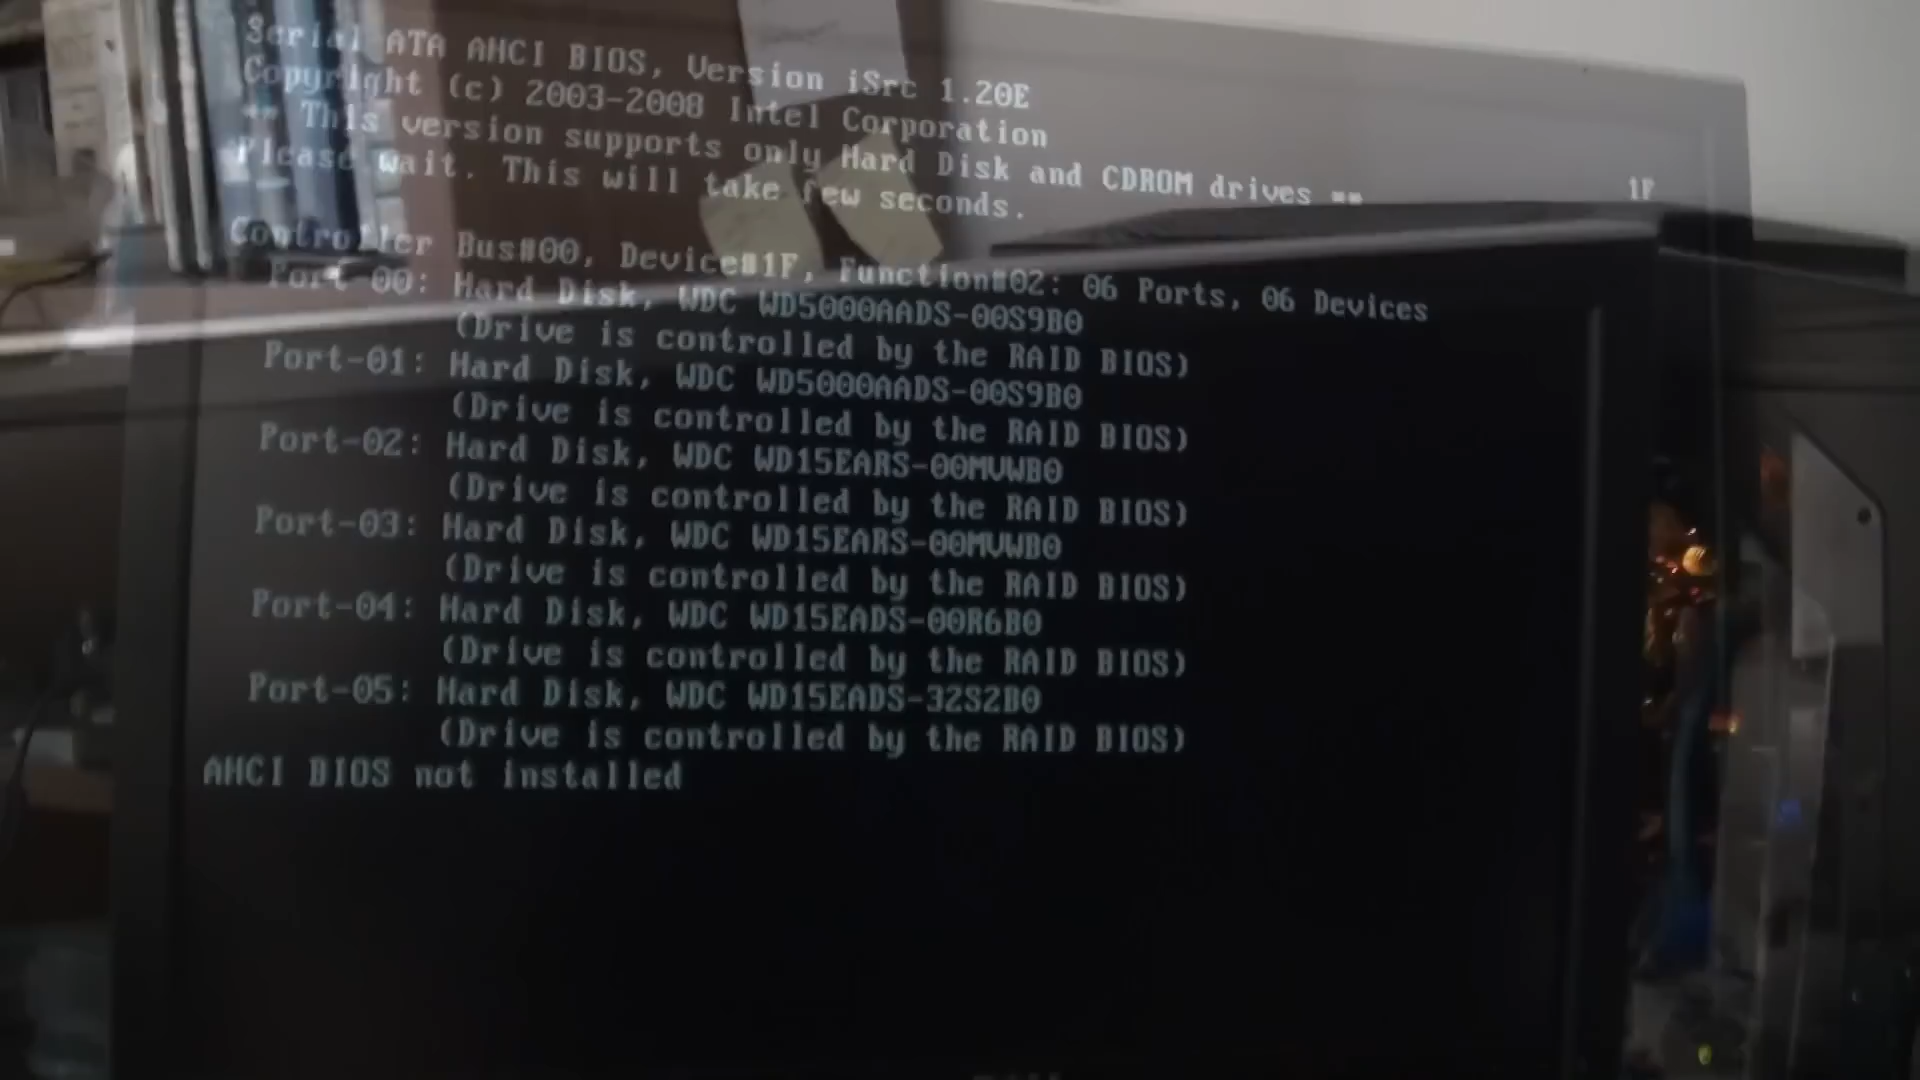 Serial ATA AHCI BIOS, Version iSrc 1.20E
Copyright (c) 2003-2008 Intel Corporation
** This version supports only Hard Disk and CDROM drives **
Please wait. This will take few seconds.
1F
Controller Bus#00, Device#1F, Function#02: 06 Ports, 06 Devices
Port-00: Hard Disk, WDC WD5000AADS-00S9B0
(Drive is controlled by the RAID BIOS)
Port-01: Hard Disk, WDC WD5000AADS-00S9B0
(Drive is controlled by the RAID BIOS)
Port-02: Hard Disk, WDC WD15EARS-00MVWB0
(Drive is controlled by the RAID BIOS)
Port-03: Hard Disk, WDC WD15EARS-00MVWB0
(Drive is controlled by the RAID BIOS)
Port-04: Hard Disk, WDC WD15EADS-00R6B0
(Drive is controlled by the RAID BIOS)
Port-05: Hard Disk, WDC WD15EADS-32S2B0
(Drive is controlled by the RAID BIOS)
AHCI BIOS not installed